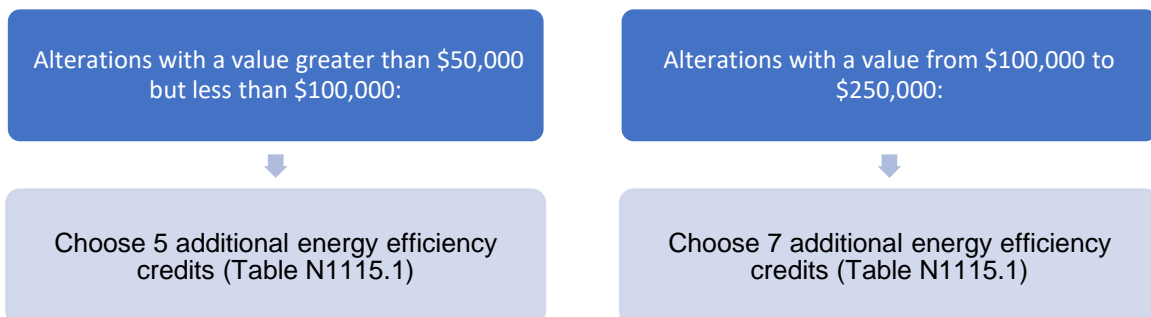 Alterations with a value greater than $50,000
but less than $100,000:
Choose 5 additional energy efficiency
credits (Table N1115.1)
Alterations with a value from $100,000 to
$250,000:
Choose 7 additional energy efficiency
credits (Table N1115.1)